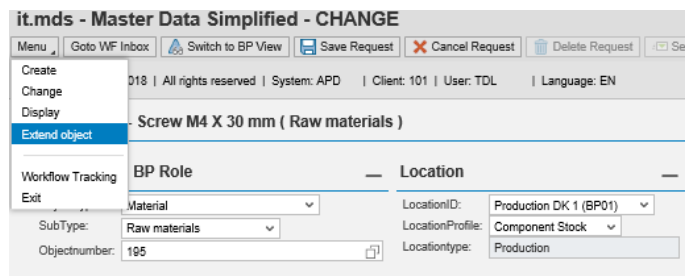 it.mds - Master Data Simplified - CHANGE
Menu Goto WF Inbox Switch to BP View Save Request Cancel Request Delete Request Se
Create
018 | All rights reserved | System: APD | Client: 101 | User: TDL | Language: EN
Change
Display
- Screw M4 X 30 mm ( Raw materials )
Extend object
Workflow Tracking
BP Role Location
Exit
Material LocationID: Production DK 1 (BP01)
SubType: Raw materials LocationProfile: Component Stock
Objectnumber: 195 Locationtype: Production